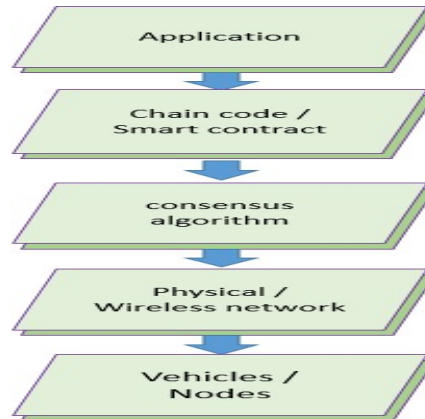 Application
Chain code /
Smart contract
consensus
algorithm
Physical /
Wireless network
Vehicles /
Nodes